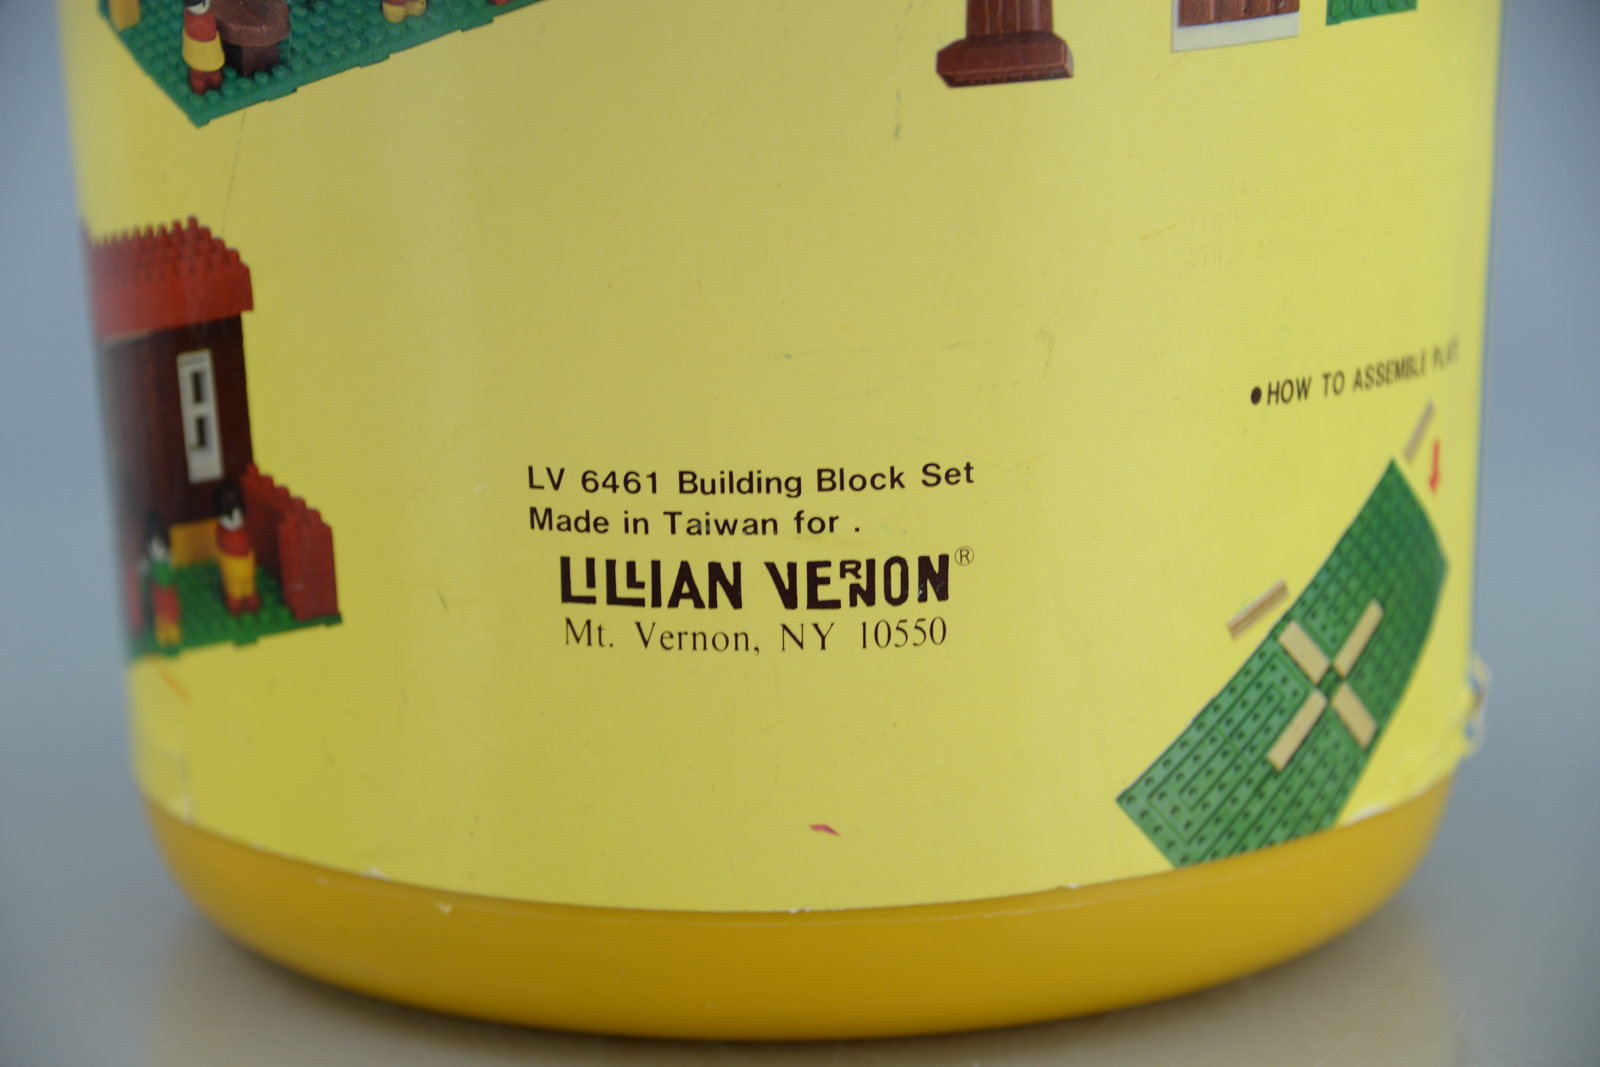 ● HOW TO ASSEMBLE
LV 6461 Building Block Set
Made in Taiwan for .
LILLIAN VERNON®
Mt. Vernon, NY 10550